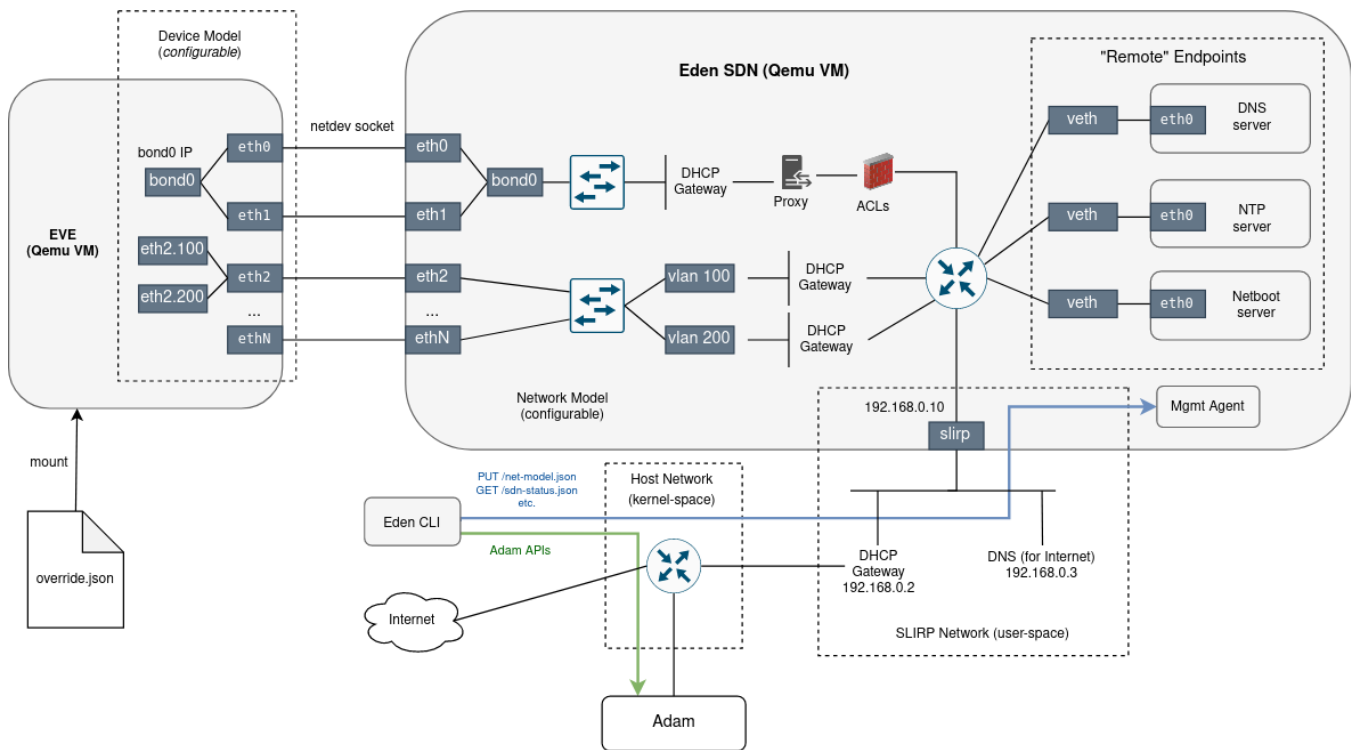 Device Model
(configurable)
EVE
(Qemu VM)
bond0 IP
bond0
eth0
eth1
eth2.100
eth2.200
eth2
...
ethN
mount
override.json
netdev socket
Eden SDN (Qemu VM)
eth0
eth1
bond0
DHCP
Gateway
Proxy
ACLs
eth2
...
ethN
vlan 100
DHCP
Gateway
vlan 200
DHCP
Gateway
Network Model
(configurable)
"Remote" Endpoints
veth
eth0
DNS
server
veth
eth0
NTP
server
veth
eth0
Netboot
server
192.168.0.10
slirp
Mgmt Agent
PUT /net-model.json
GET /sdn-status.json
etc.
Eden CLI
Adam APIs
Host Network
(kernel-space)
Internet
Adam
DHCP
Gateway
192.168.0.2
DNS (for Internet)
192.168.0.3
SLIRP Network (user-space)